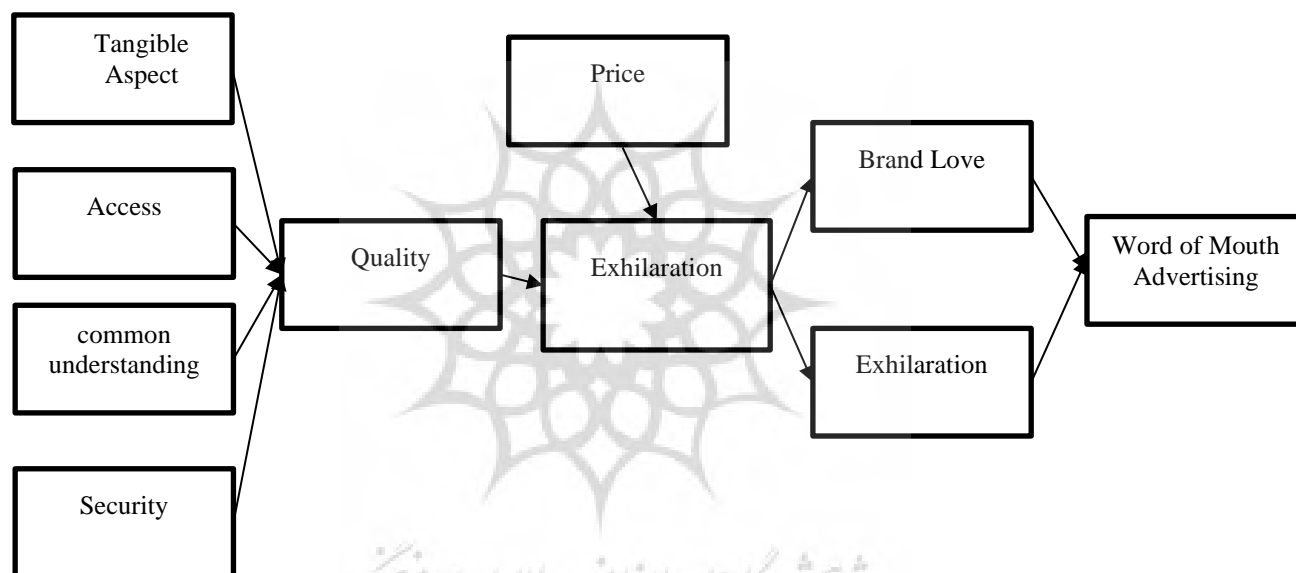 Tangible
Aspect
Price
Brand Love
Access
Quality
Exhilaration
Word of Mouth
Advertising
common
understanding
Exhilaration
Security